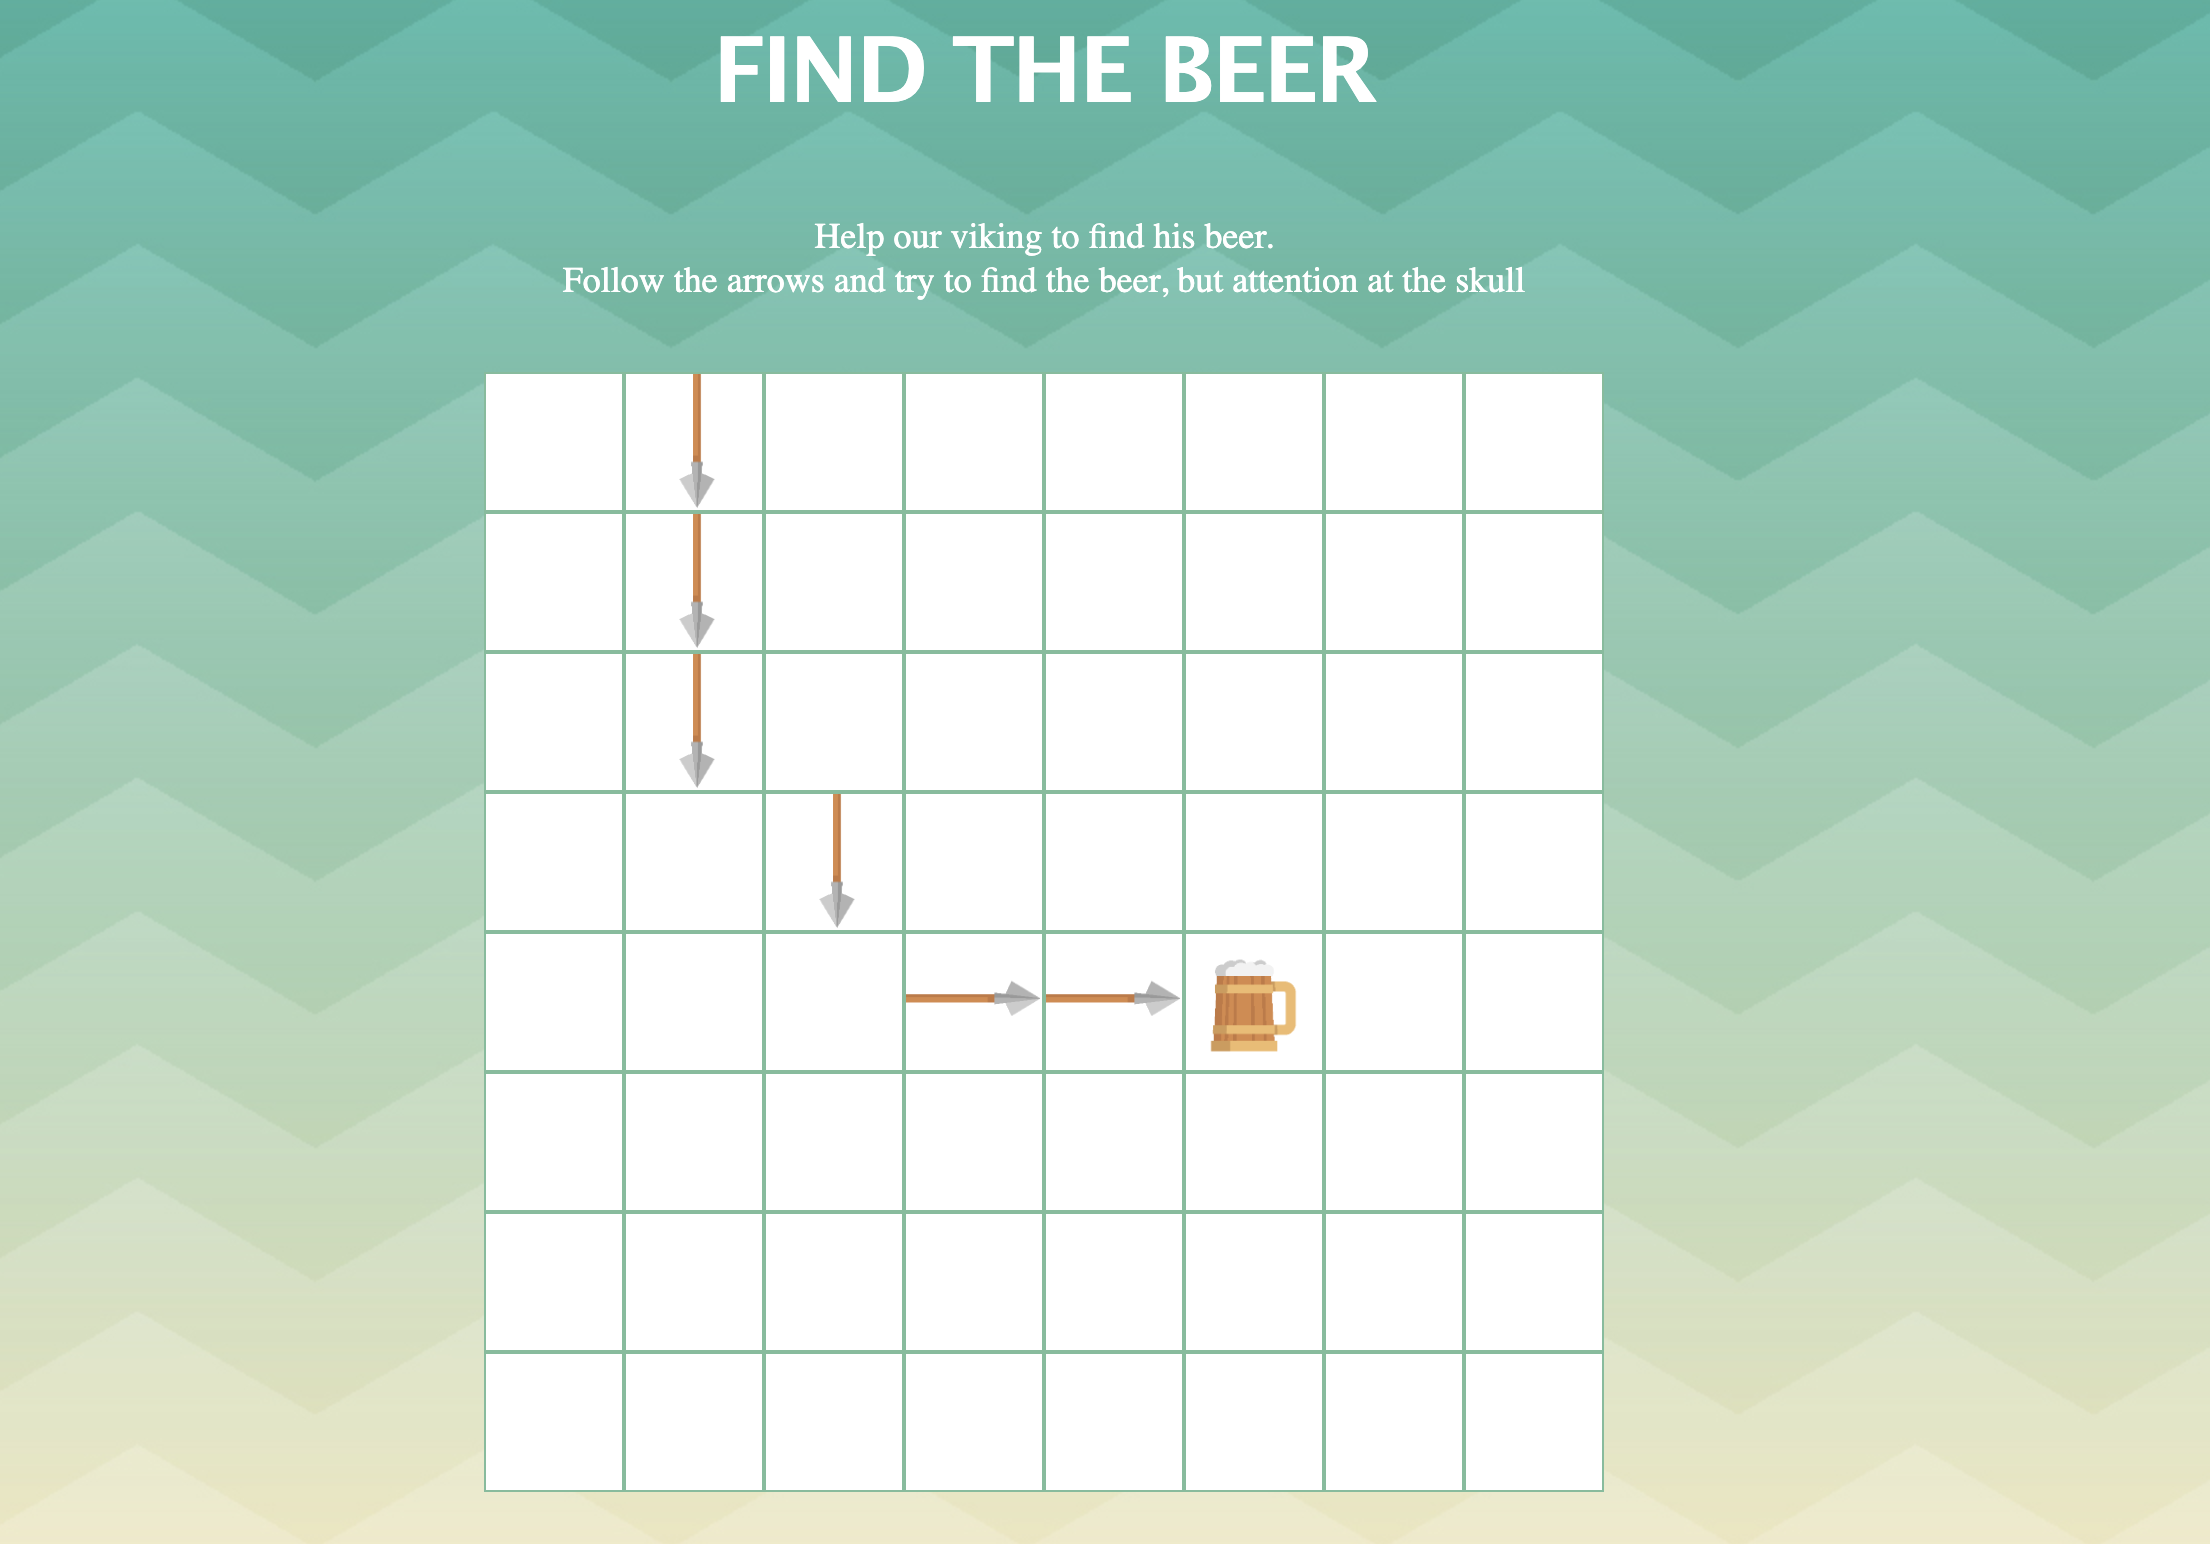 FIND THE BEER
Help our viking to find his beer.
Follow the arrows and try to find the beer, but attention at the skull